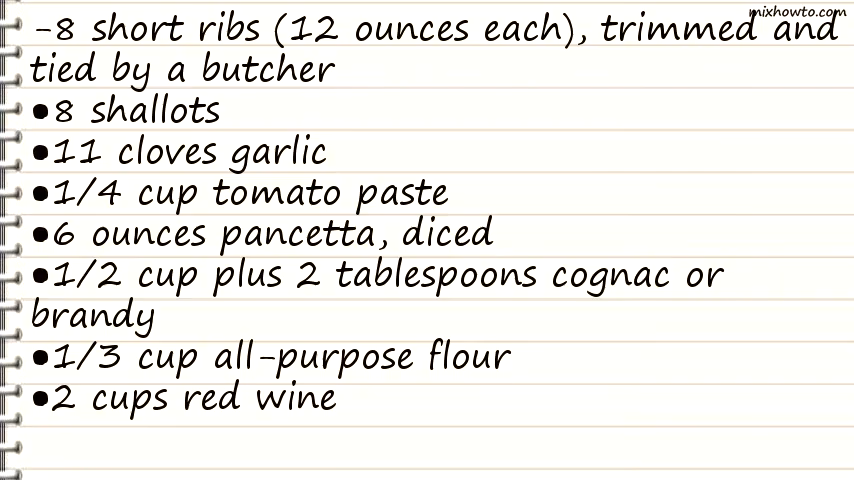 mixhowto.com
-8 short ribs (12 ounces each), trimmed and
tied by a butcher
•8 shallots
•11 cloves garlic
•1/4 cup tomato paste
•6 ounces pancetta, diced
•1/2 cup plus 2 tablespoons cognac or
brandy
•1/3 cup all-purpose flour
•2 cups red wine